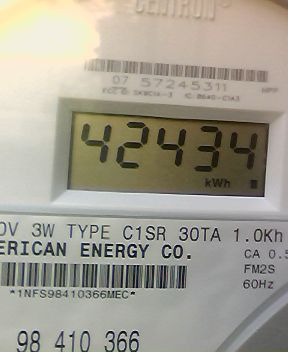 CENTRON
07 57245311
42434
kWh
0V 3W TYPE C1SR 30TA 1.0Kh
ERICAN ENERGY CO.
CA 0.5
FM2S
60Hz
*1NFS98410366MEC*
98 410 366